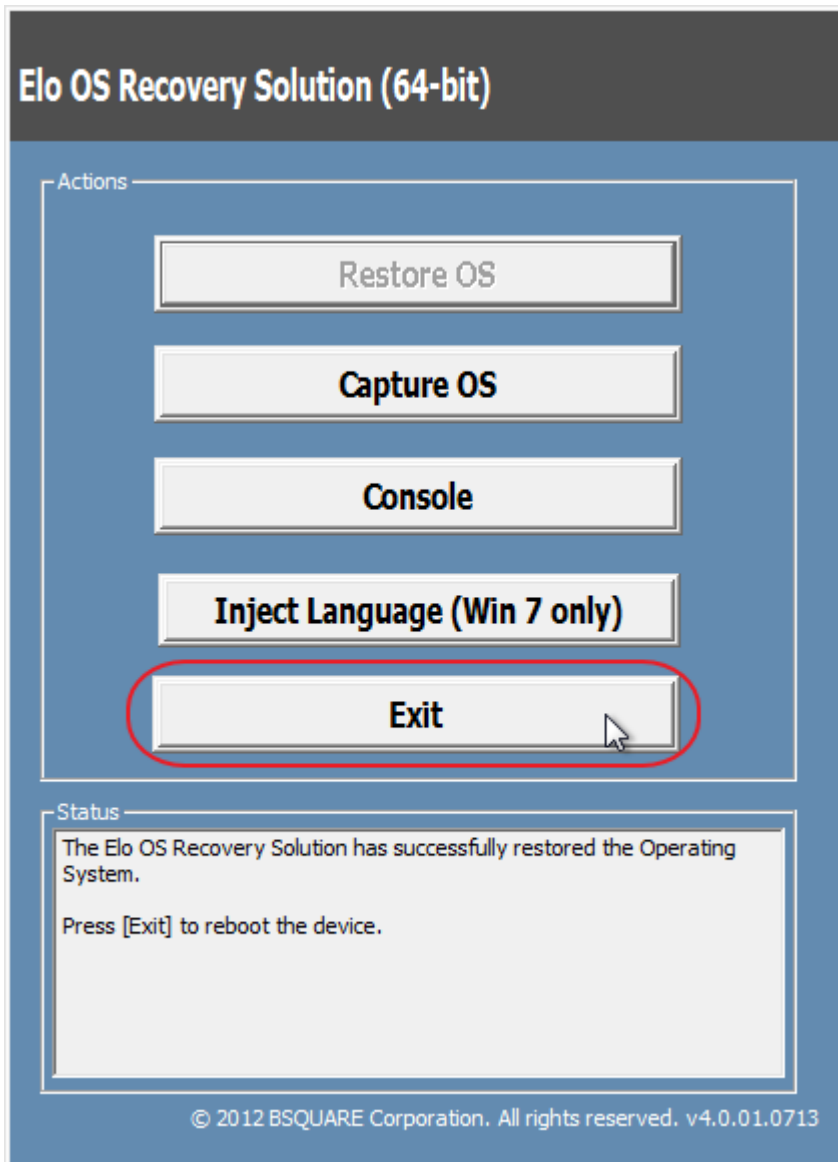 Elo OS Recovery Solution (64-bit)
Actions
Restore OS
Capture OS
Console
Inject Language (Win 7 only)
Exit
Status
The Elo OS Recovery Solution has successfully restored the Operating
System.
Press [Exit] to reboot the device.
© 2012 BSQUARE Corporation. All rights reserved. v4.0.01.0713